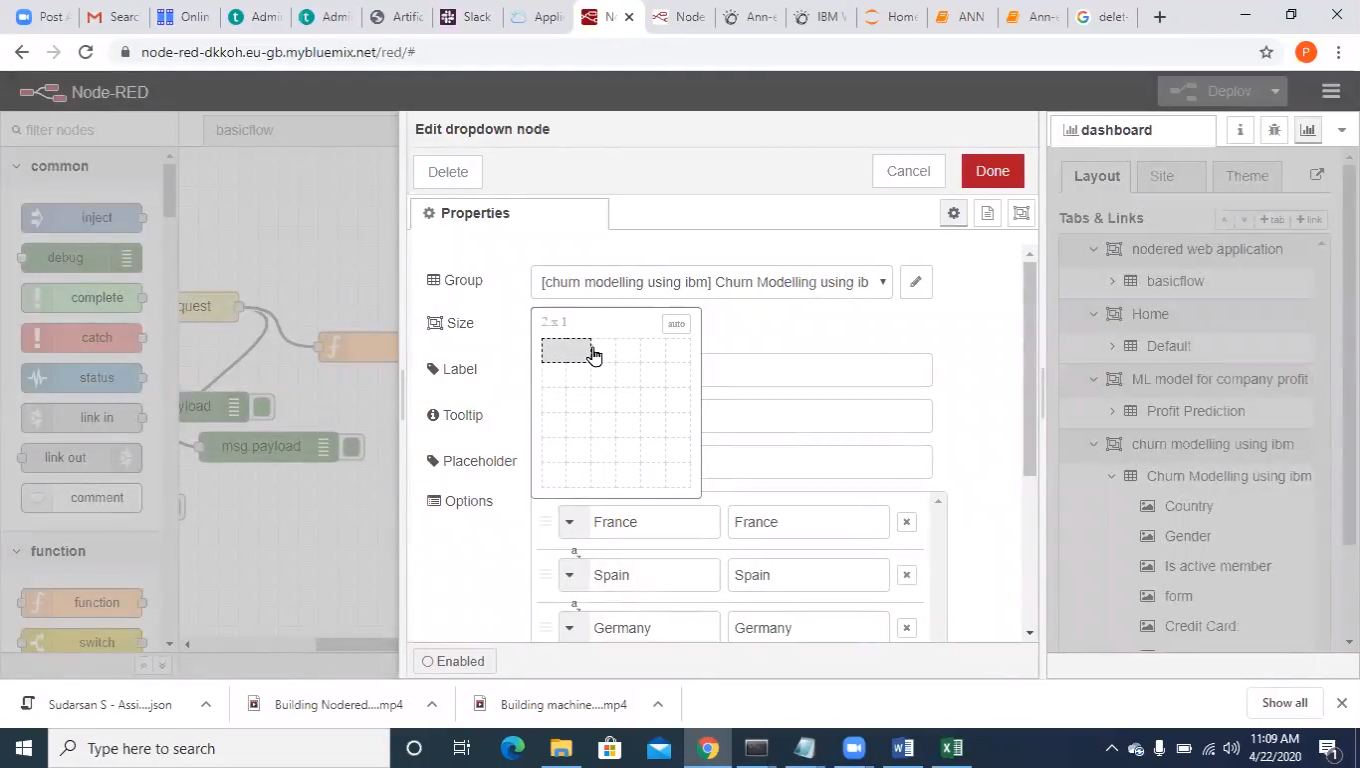 Post A
Searc
Onlin
Admi
Admi
Artific
Slack
Applic
No
Node
Ann-e
IBM
Home
ANN
Ann-e
delet-
node-red-dkkoh.eu-gb.mybluemix.net/red/#
P
Node-RED
Deploy
filter nodes
basicflow
Edit dropdown node
dashboard
common
Delete
Cancel
Done
Layout
Site
Theme
inject
Properties
Tabs & Links
+tab
+link
debug
nodered web application
complete
quest
Group
[churn modelling using ibm] Churn Modelling using ib
basicflow
catch
Size
2 x 1
auto
Home
status
Label
Default
link in
yload
Tooltip
ML model for company profit
Profit Prediction
link out
msg.payload
Placeholder
churn modelling using ibm
comment
Options
Churn Modelling using ibm
France
France
Country
Gender
function
Spain
Spain
Is active member
function
form
switch
Germany
Germany
Credit Card:
Enabled
Sudarsan S - Assi....json
Building Nodered....mp4
Building machine....mp4
Show all
Type here to search
11:09 AM
4/22/2020
1